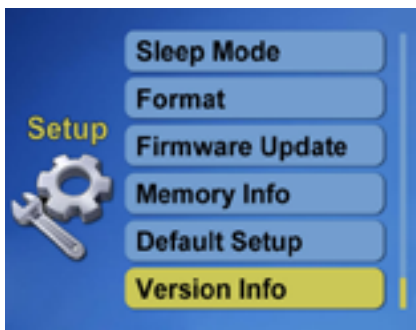 Sleep Mode
Format
Setup
Firmware Update
Memory Info
Default Setup
Version Info